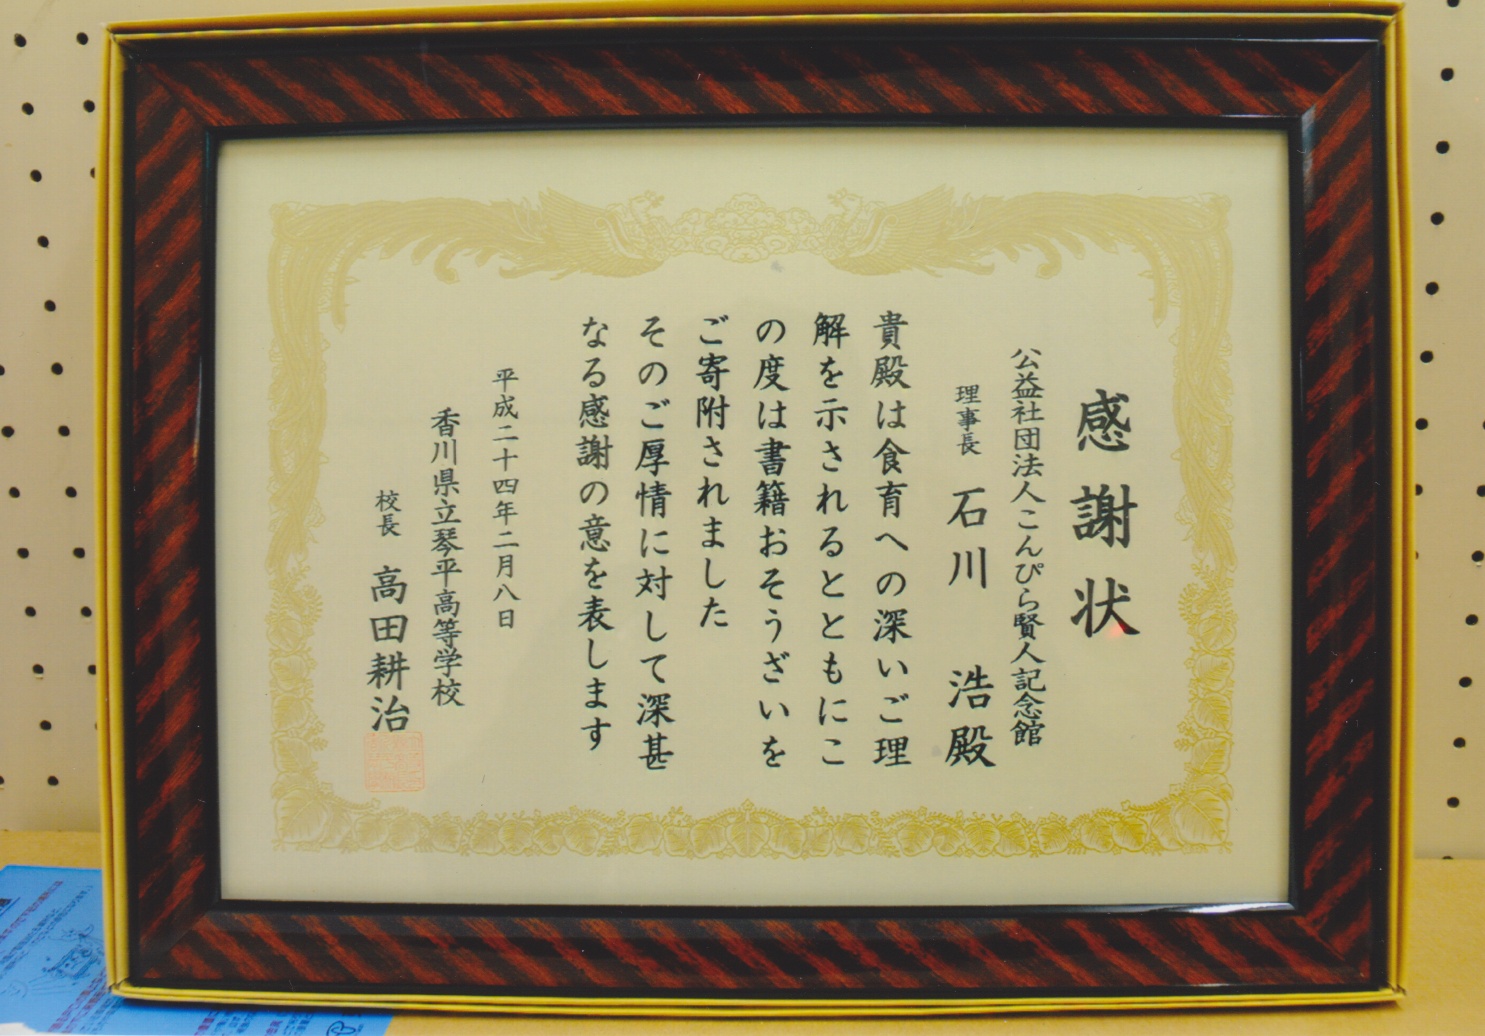 感謝状
公益社団法人こんぴら賢人記念館
理事長 石川 浩殿
貴殿は食育への深いご理
解を示されるとともにこ
の度は書籍おそうざいを
ご寄附されました
そのご厚情に対して深甚
なる感謝の意を表します
平成二十四年二月八日
香川県立琴平高等学校
校長 高田耕治